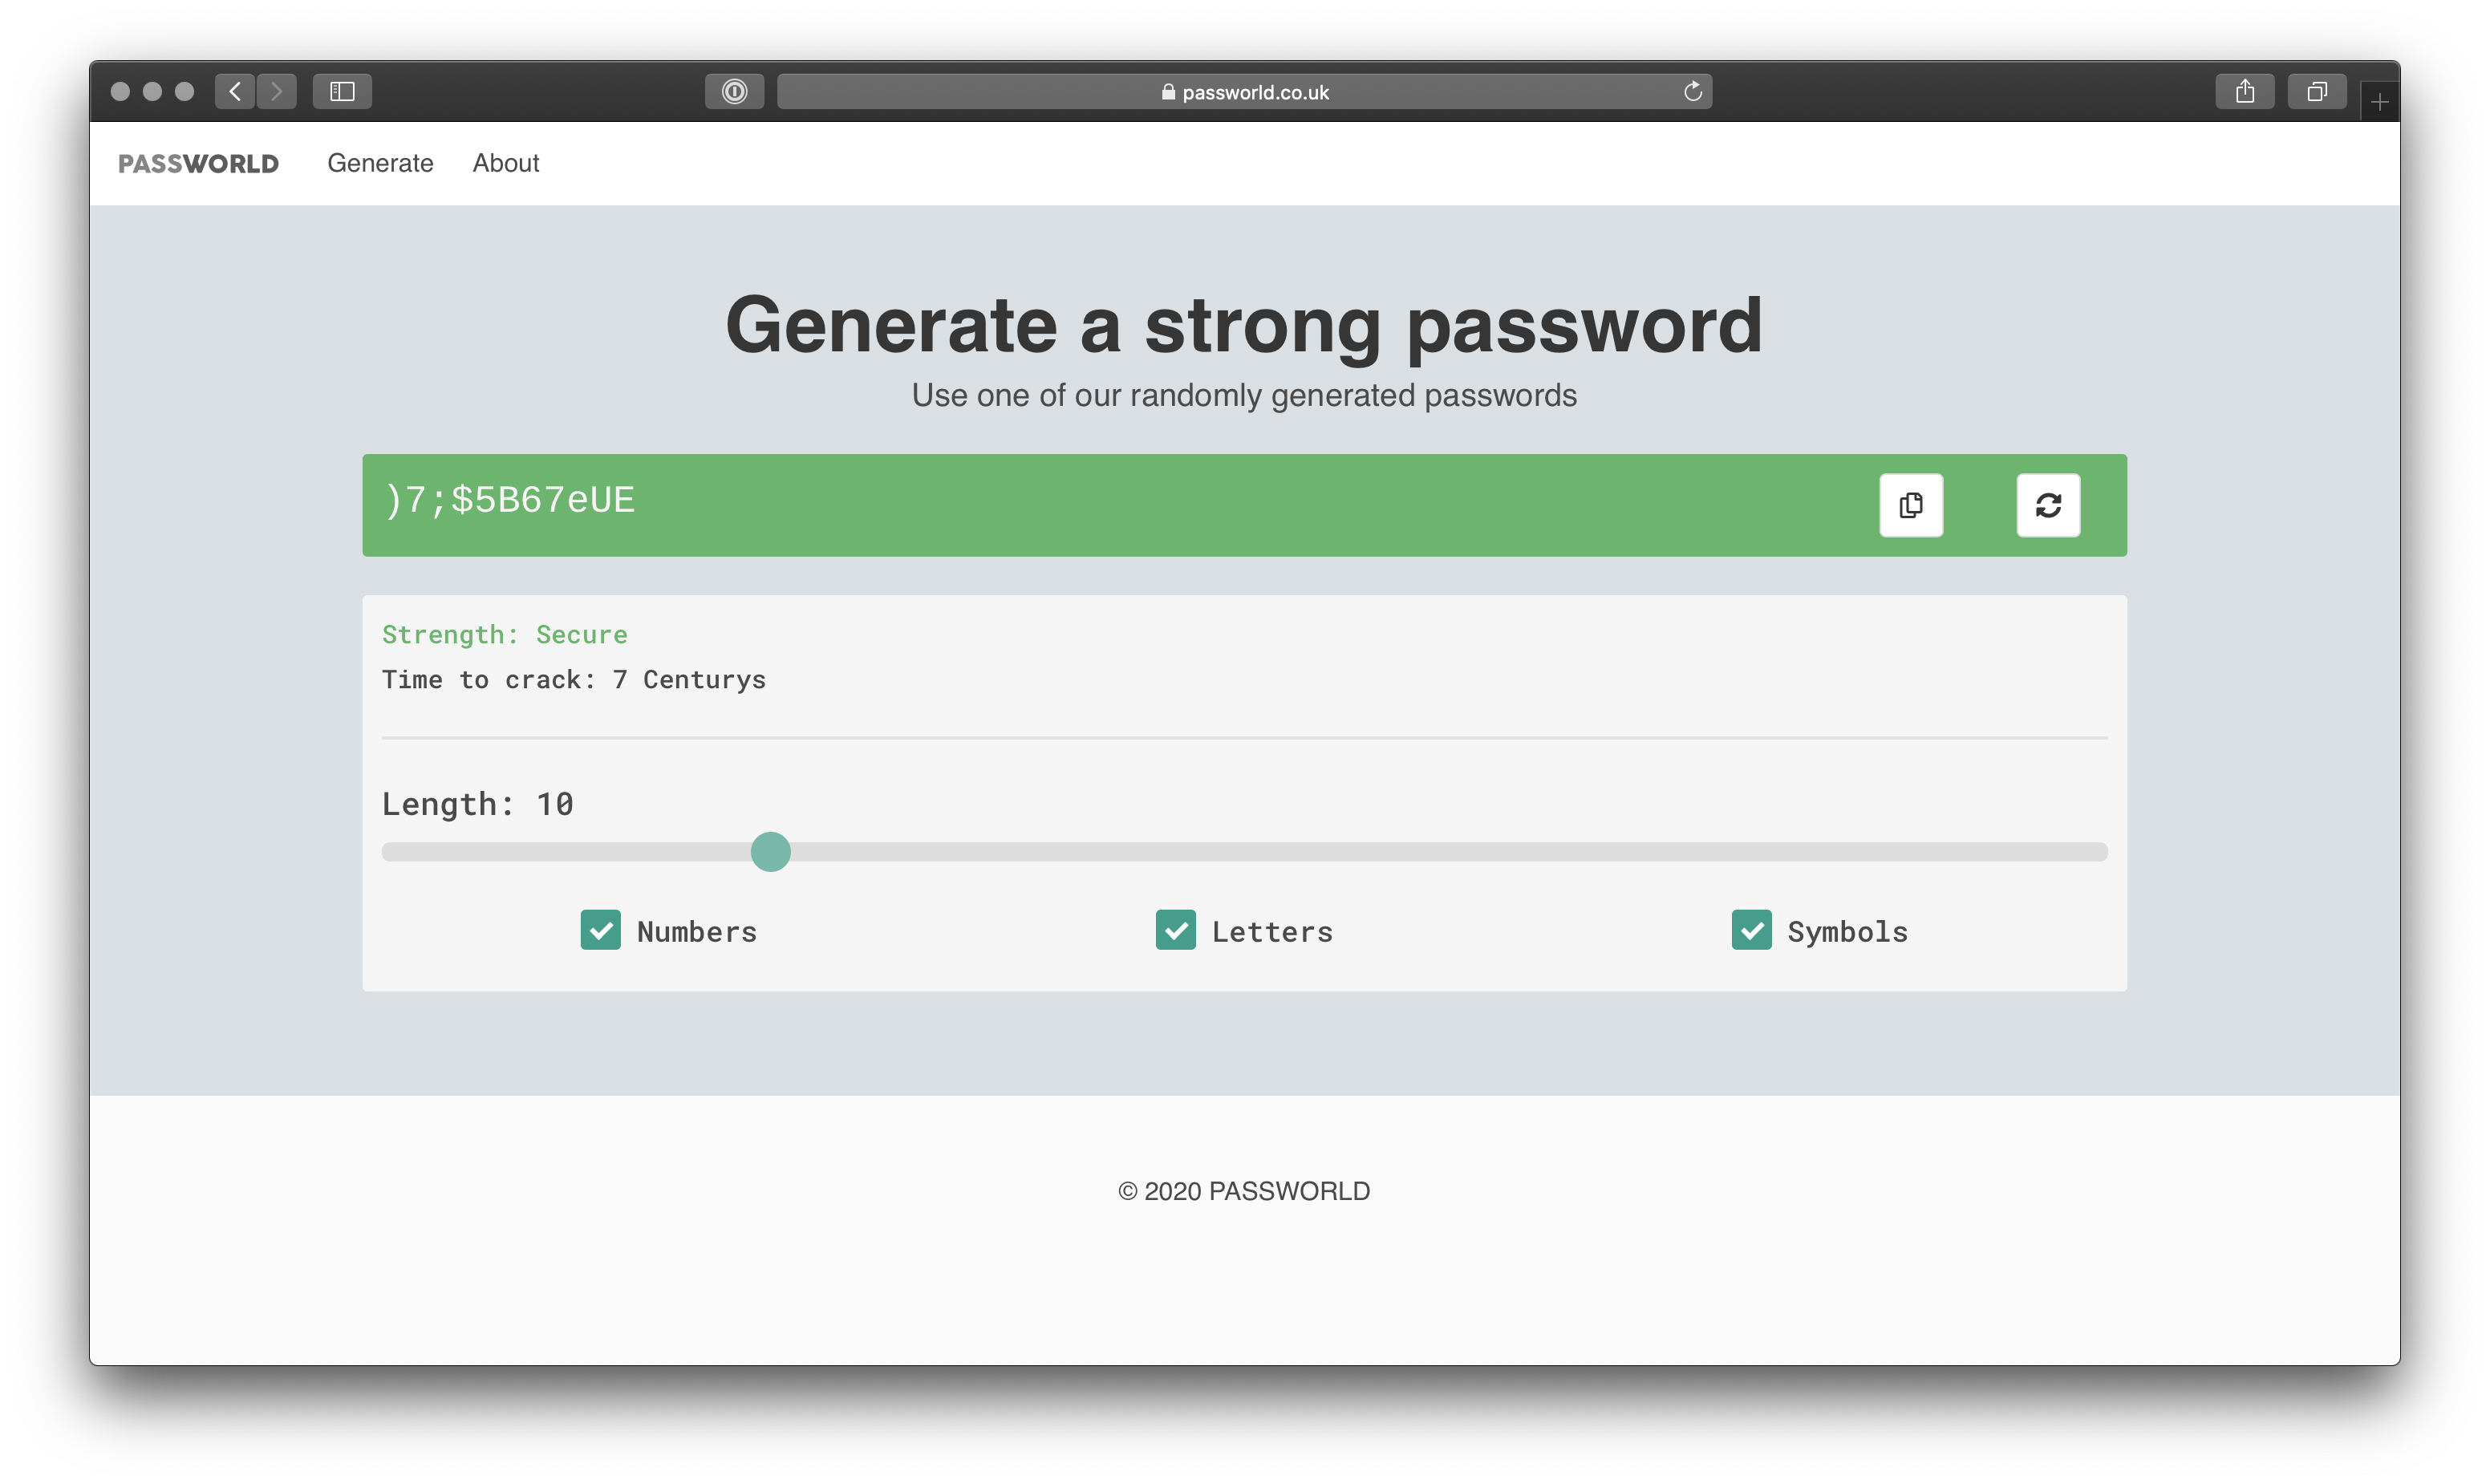 passworld.co.uk
PASSWORLD Generate About
Generate a strong password
Use one of our randomly generated passwords
)7;$5B67eUE
Strength: Secure
Time to crack: 7 Centurys
Length: 10
Numbers Letters Symbols
© 2020 PASSWORLD